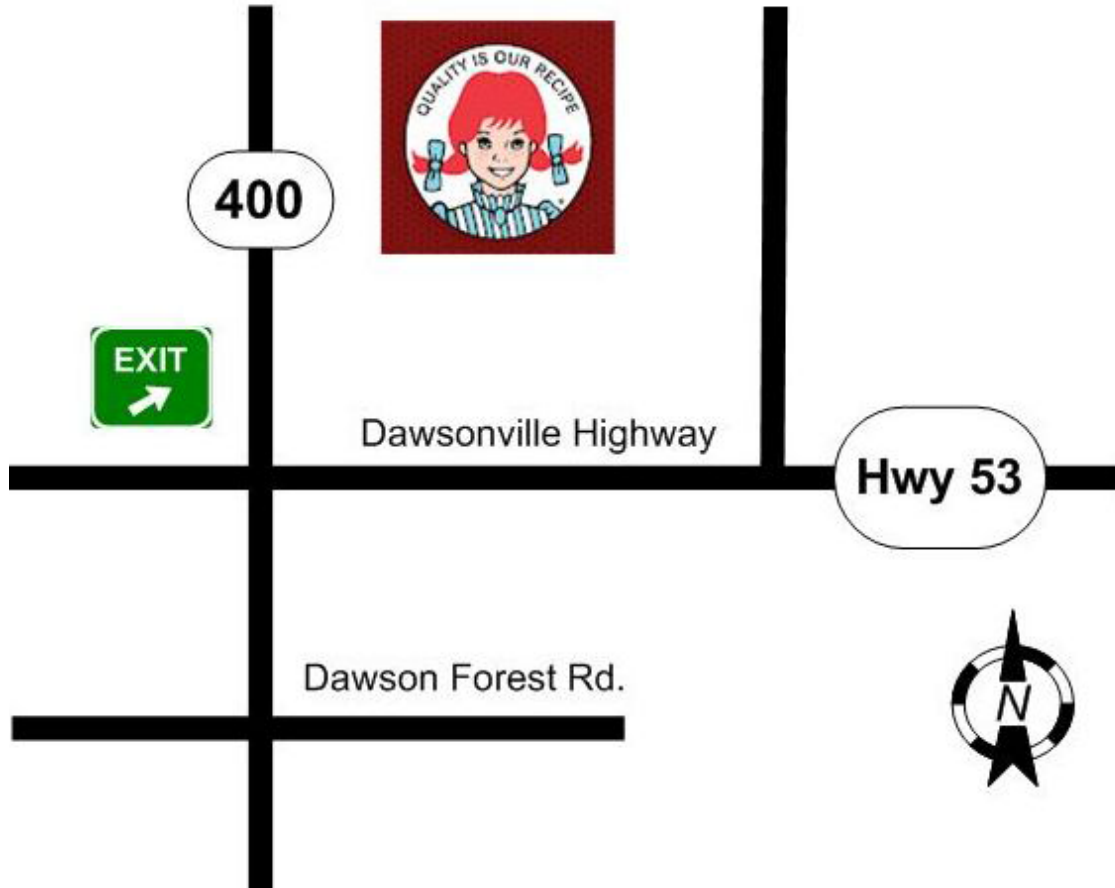 QUALITY IS OUR RECIPE
400
EXIT
Dawsonville Highway
Hwy 53
Dawson Forest Rd.
N